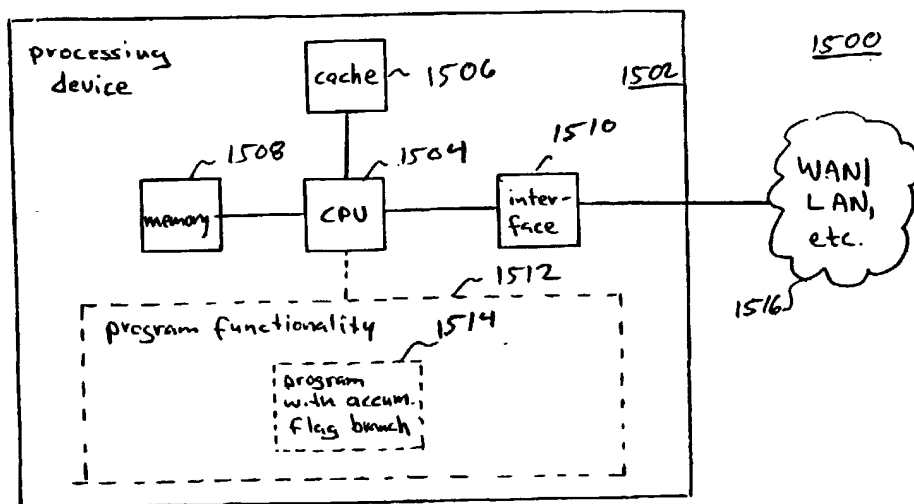 processing
device
cache
1506
1502
1500
1508
1504
1510
memory
CPU
inter-
face
WAN/
LAN,
etc.
1512
1516
program functionality
1514
program
with accum.
flag branch